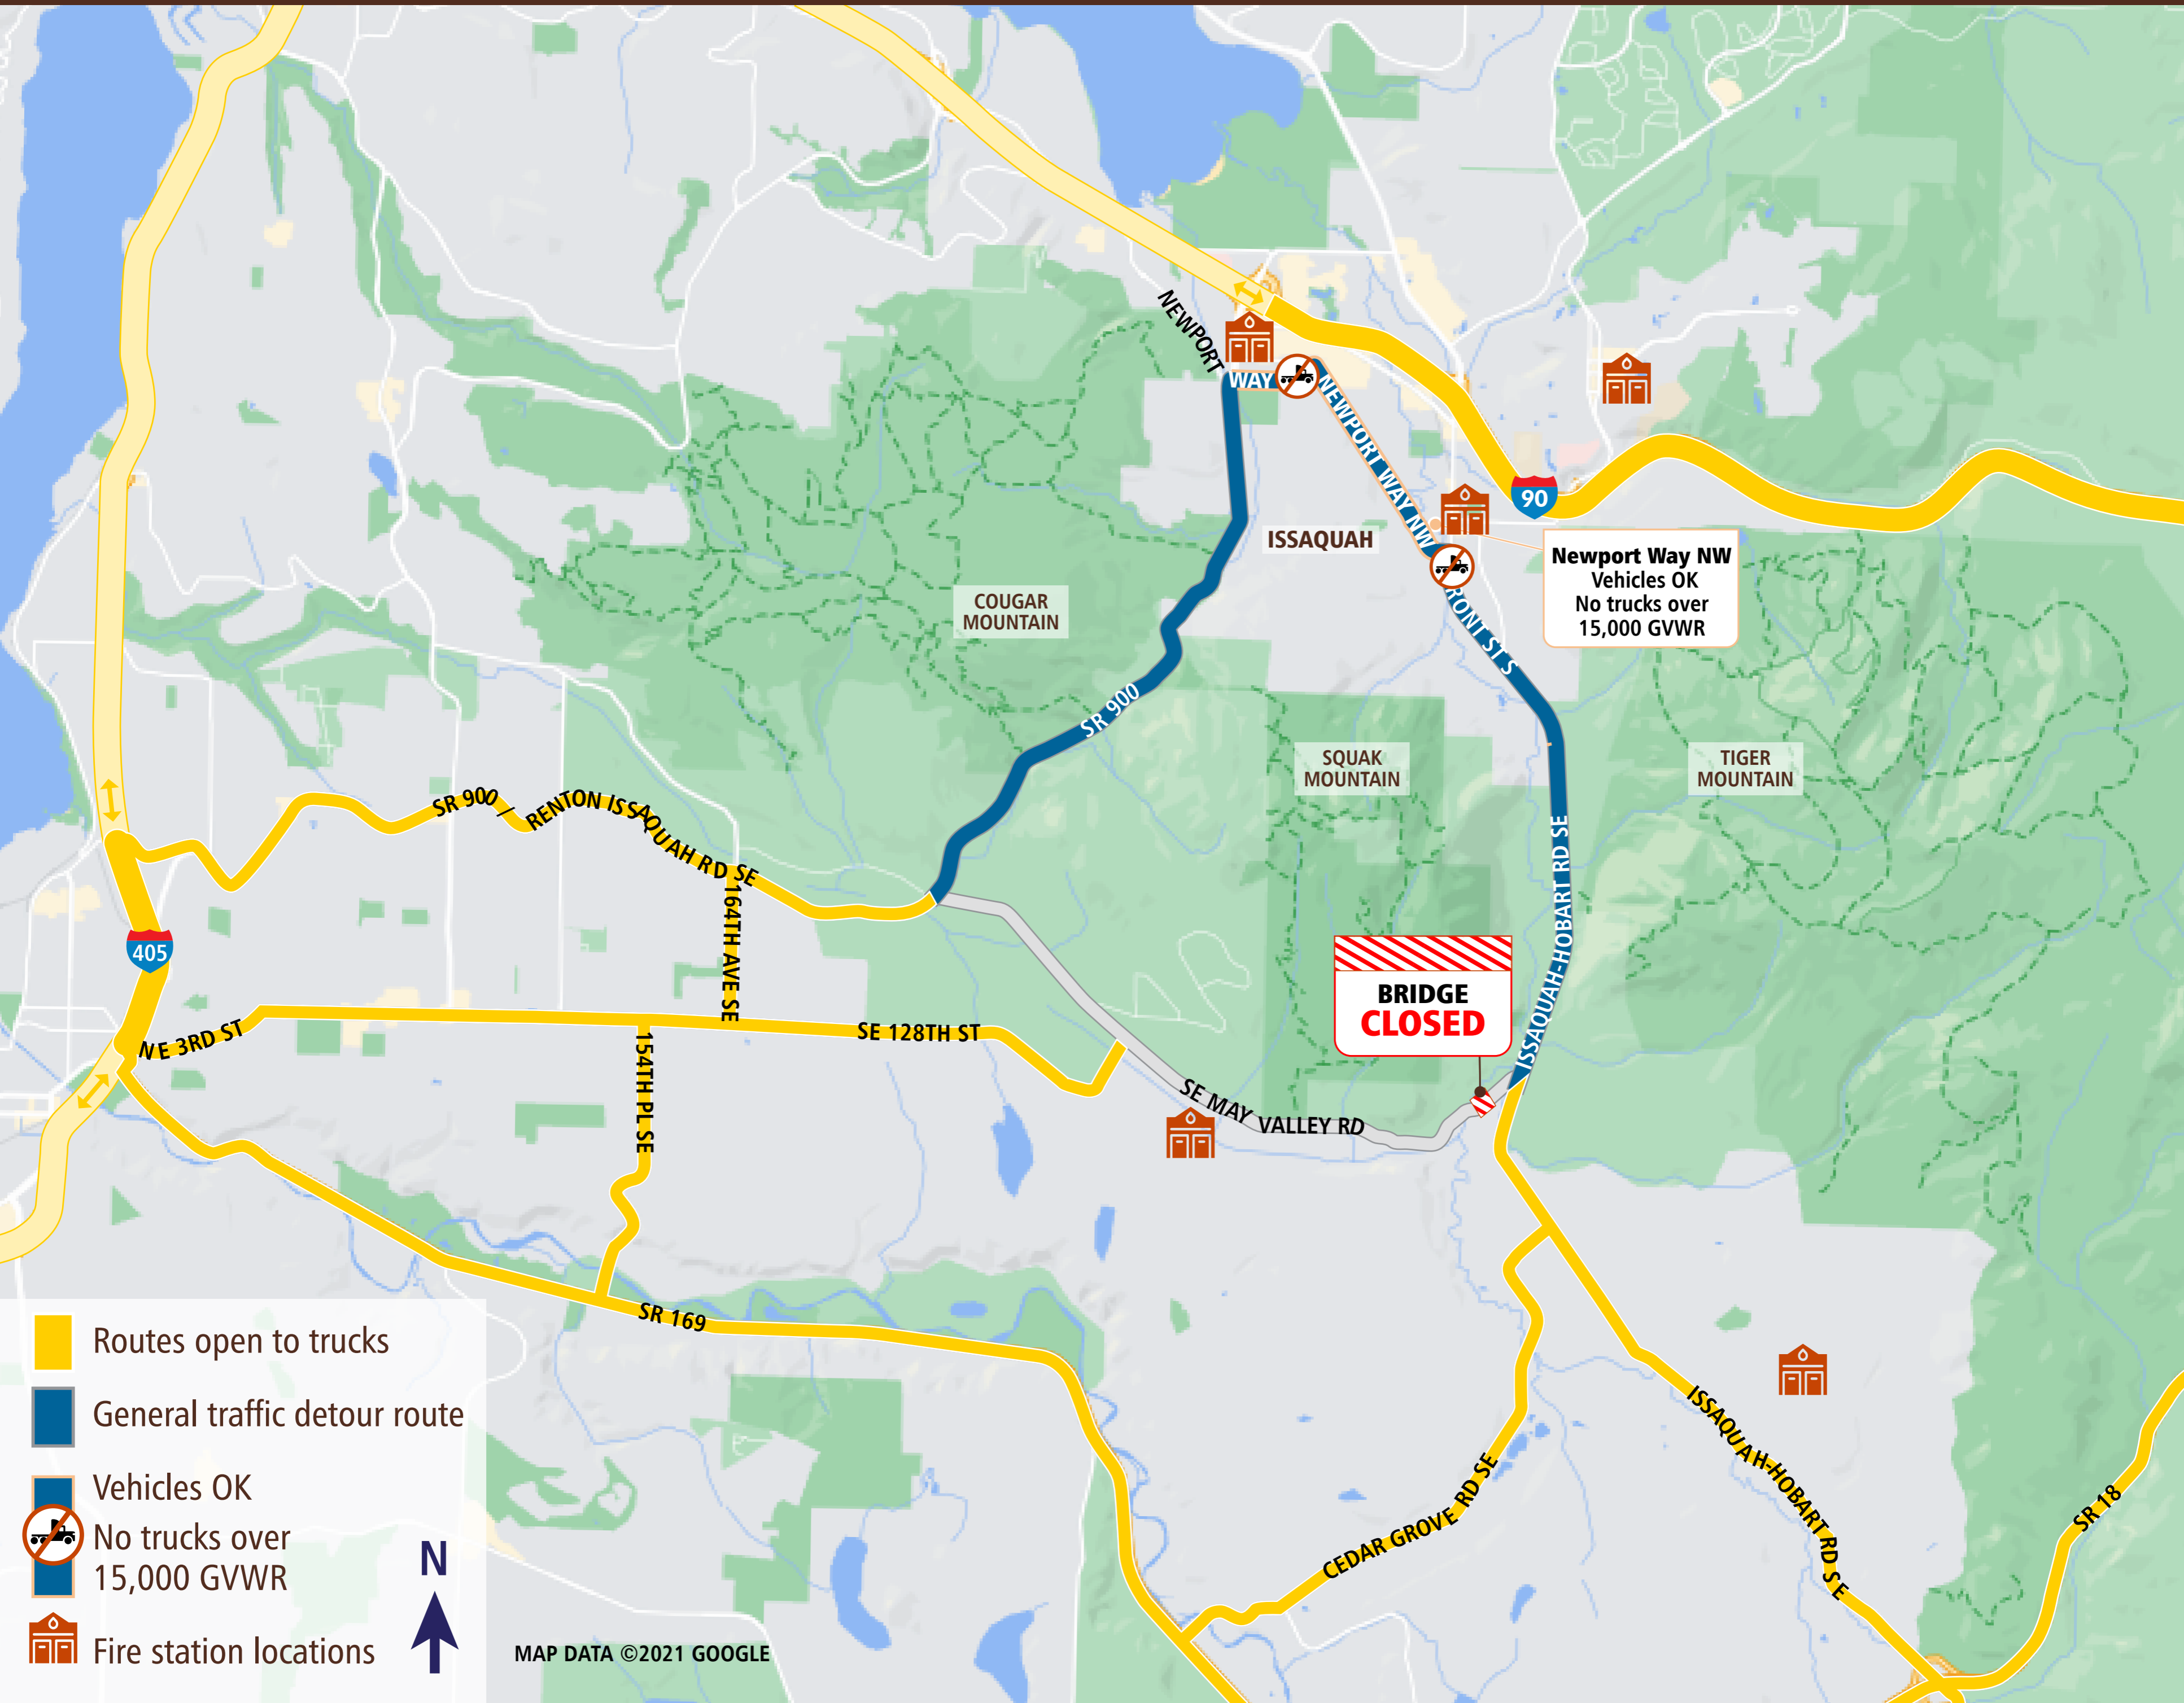 NEWPORT
WAY
NEWPORT WAY NW
90
ISSAQUAH
Newport Way NW
Vehicles OK
No trucks over
15,000 GVWR
COUGAR
MOUNTAIN
RONT ST S
SR 900
SQUAK
MOUNTAIN
TIGER
MOUNTAIN
SR 900 / RENTON ISSAQUAH RD SE
ISSAQUAH-HOBART RD SE
164TH AVE SE
405
BRIDGE
CLOSED
NE 3RD ST
SE 128TH ST
154TH PL SE
SE MAY VALLEY RD
SR 169
ISSAQUAH-HOBART RD SE
CEDAR GROVE RD SE
SR 18
Routes open to trucks
General traffic detour route
Vehicles OK
No trucks over
15,000 GVWR
Fire station locations
N
MAP DATA ©2021 GOOGLE